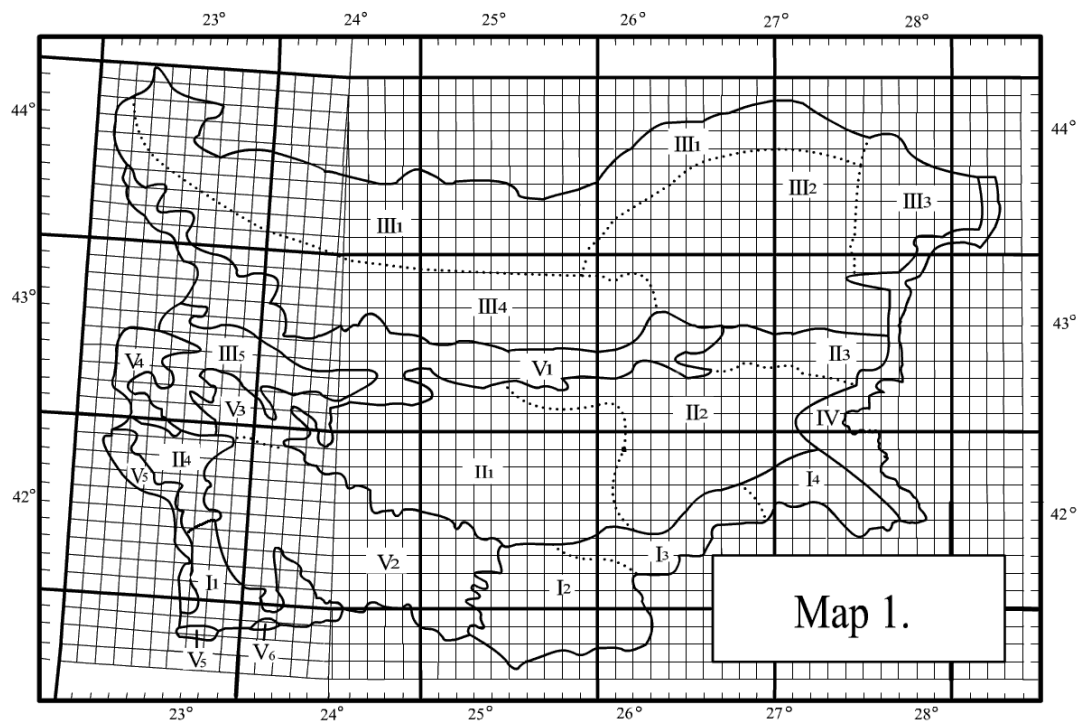 23° 24° 25° 26° 27° 28°
44° 44°
III1
III2
III3
III1
43° 43°
III4
III5
V4
V1
II3
V3
II2
IV
II4
II1
V5
I4
42° 42°
V2
I3
I1
I2
Map 1.
V5
V6
23° 24° 25° 26° 27° 28°